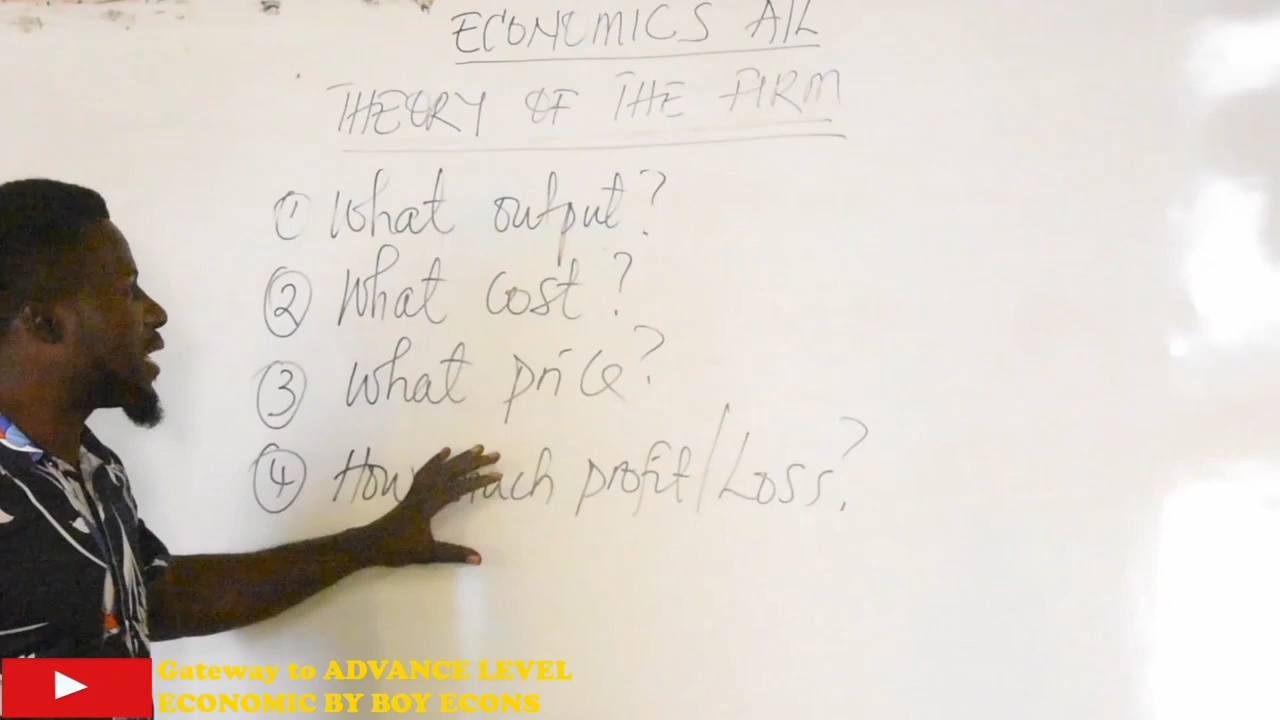 ECONOMICS A/L
THEORY OF THE FIRM
① What output?
② What cost?
③ What price?
④ How much profit/Loss?
Gateway to ADVANCE LEVEL
ECONOMIC BY BOY ECONS